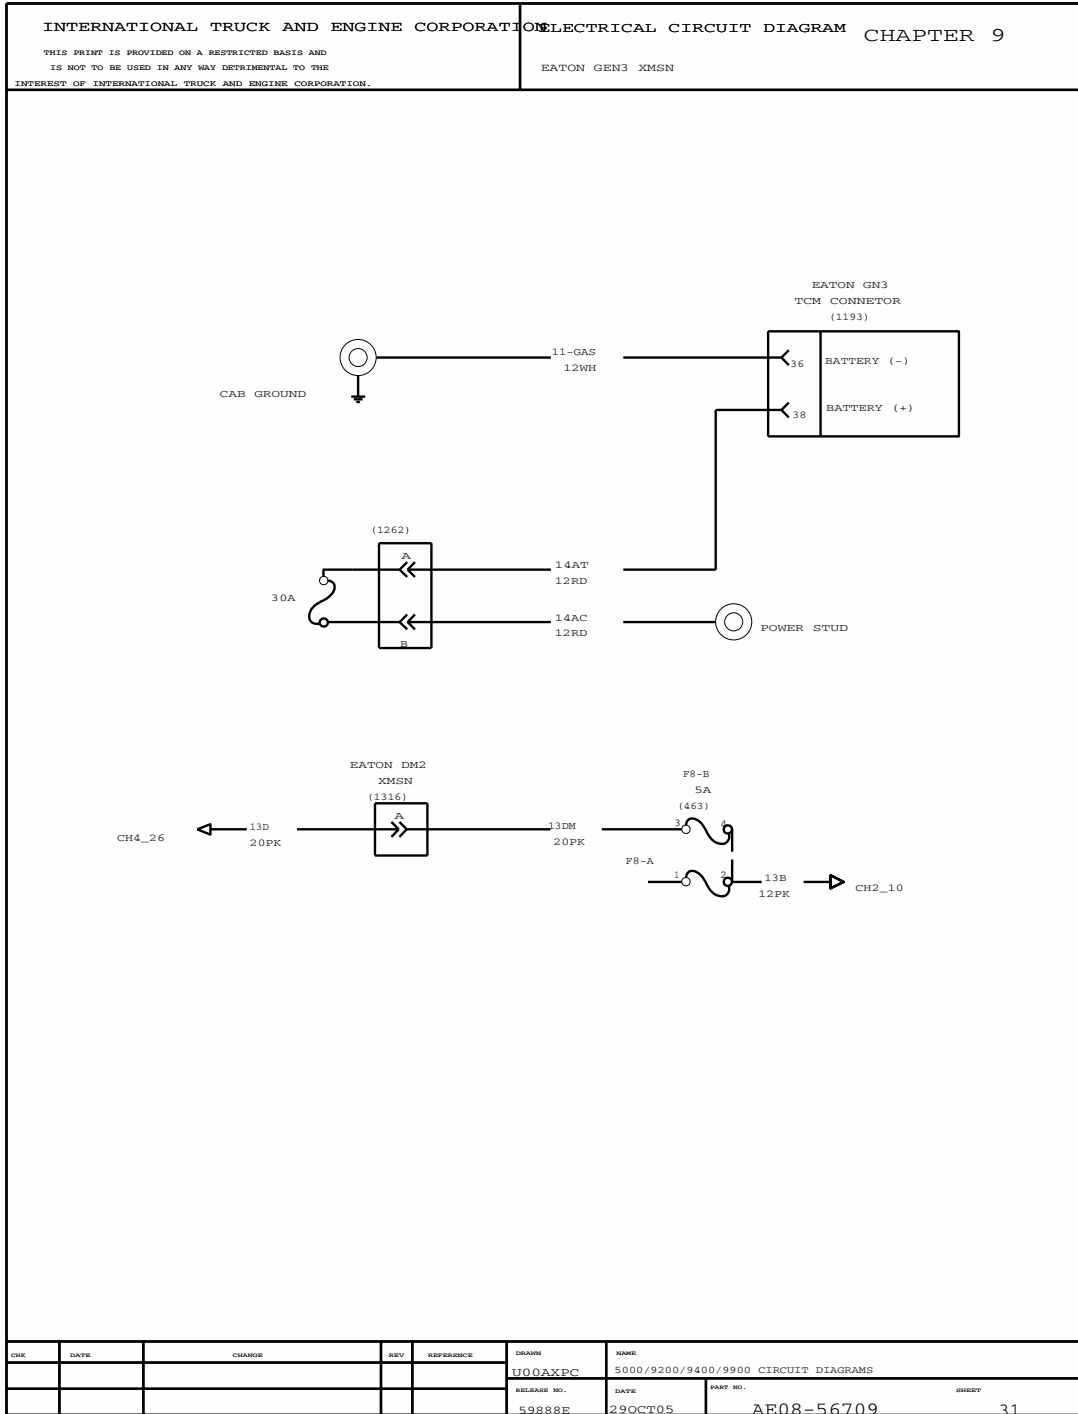 INTERNATIONAL TRUCK AND ENGINE CORPORATION
ELECTRICAL CIRCUIT DIAGRAM
CHAPTER 9
THIS PRINT IS PROVIDED ON A RESTRICTED BASIS AND
IS NOT TO BE USED IN ANY WAY DETRIMENTAL TO THE
INTEREST OF INTERNATIONAL TRUCK AND ENGINE CORPORATION.
EATON GEN3 XMSN
EATON GN3
TCM CONNETOR
(1193)
11-GAS
12WH
36
BATTERY (-)
CAB GROUND
38
BATTERY (+)
(1262)
A
14AT
12RD
30A
14AC
12RD
B
POWER STUD
EATON DM2
XMSN
(1316)
A
F8-B
5A
(463)
13D
20PK
CH4_26
13DM
20PK
3
4
F8-A
1
2
13B
12PK
CH2_10
CHK
DATE
CHANGE
REV
REFERENCE
DRAWN
U00AXPC
NAME
5000/9200/9400/9900 CIRCUIT DIAGRAMS
RELEASE NO.
59888E
DATE
29OCT05
PART NO.
AE08-56709
SHEET
31